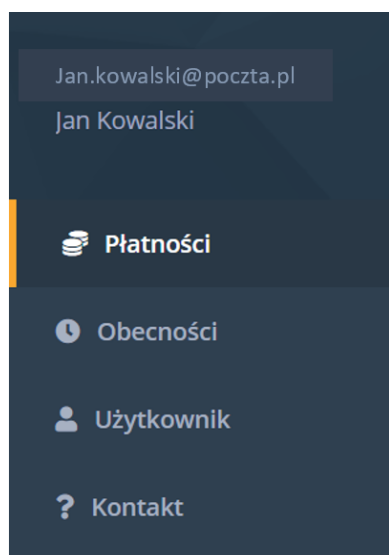 Jan.kowalski@poczta.pl
Jan Kowalski
Płatności
Obecności
Użytkownik
Kontakt